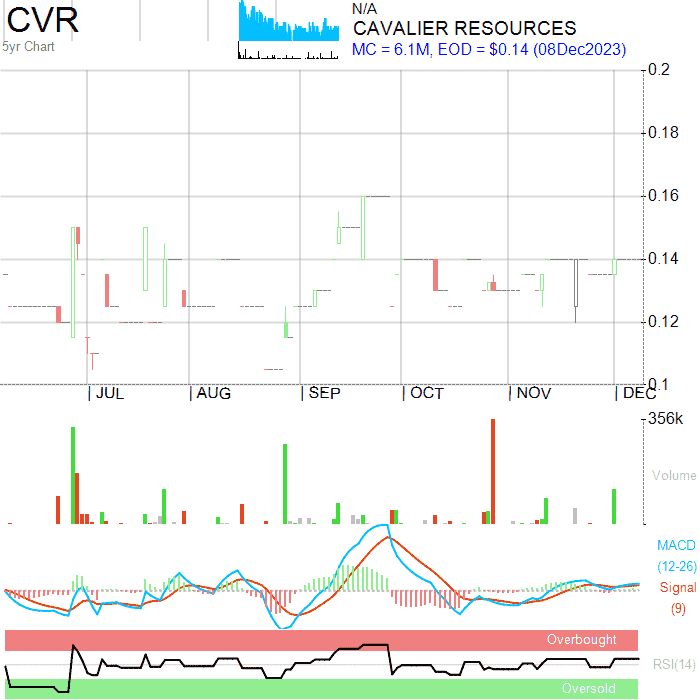 CVR
5yr Chart
N/A
CAVALIER RESOURCES
MC = 6.1M, EOD = $0.14 (08Dec2023)
0.2
0.18
0.16
0.14
0.12
0.1
JUL AUG SEP OCT NOV DEC
356k
Volume
MACD
(12-26)
Signal
(9)
Overbought
RSI(14)
Oversold